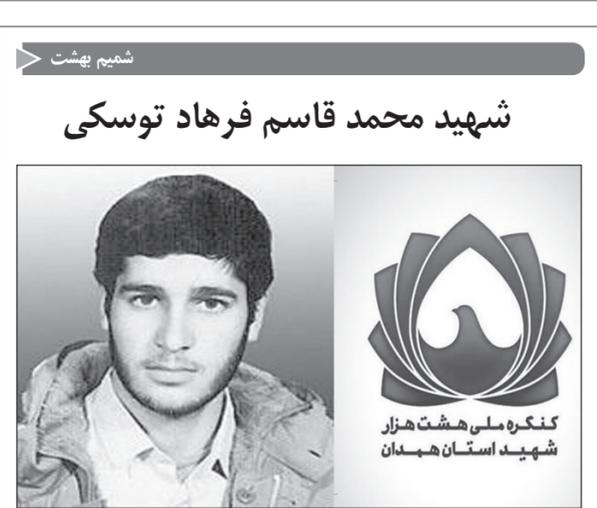 شمیم بهشت
شهید محمد قاسم فرهاد توسکی
کنگره ملی هشت هزار
شهید استان همدان